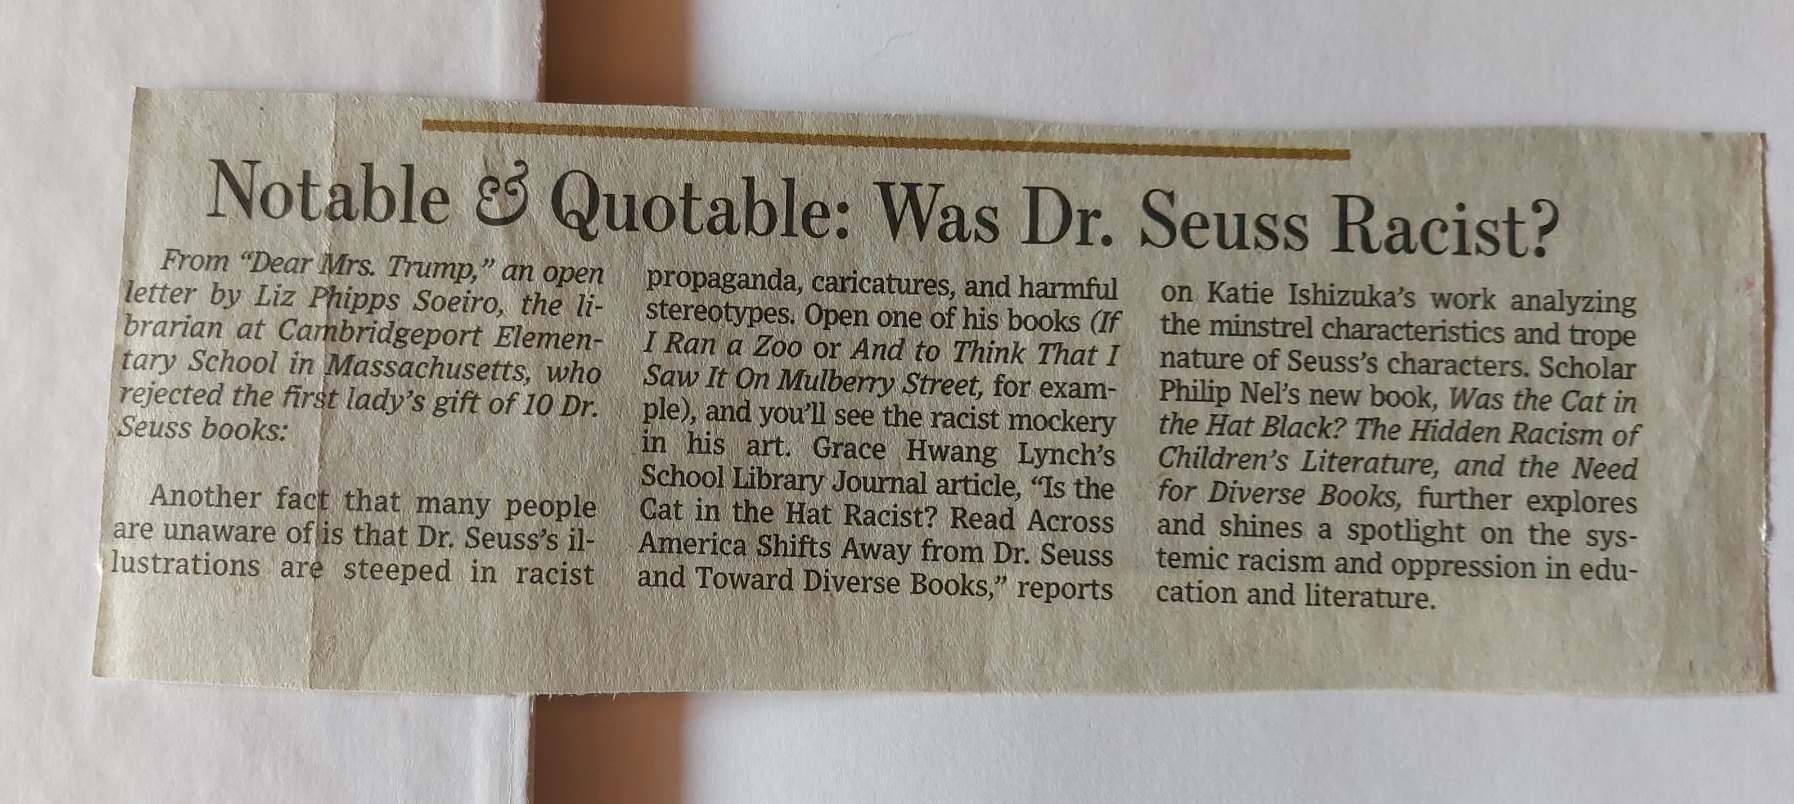 Notable & Quotable: Was Dr. Seuss Racist?
From “Dear Mrs. Trump,” an open
letter by Liz Phipps Soeiro, the li-
brarian at Cambridgeport Elemen-
tary School in Massachusetts, who
rejected the first lady’s gift of 10 Dr.
Seuss books:
Another fact that many people
are unaware of is that Dr. Seuss’s il-
lustrations are steeped in racist
propaganda, caricatures, and harmful
stereotypes. Open one of his books (If
I Ran a Zoo or And to Think That I
Saw It On Mulberry Street, for exam-
ple), and you’ll see the racist mockery
in his art. Grace Hwang Lynch’s
School Library Journal article, “Is the
Cat in the Hat Racist? Read Across
America Shifts Away from Dr. Seuss
and Toward Diverse Books,” reports
on Katie Ishizuka’s work analyzing
the minstrel characteristics and trope
nature of Seuss’s characters. Scholar
Philip Nel’s new book, Was the Cat in
the Hat Black? The Hidden Racism of
Children’s Literature, and the Need
for Diverse Books, further explores
and shines a spotlight on the sys-
temic racism and oppression in edu-
cation and literature.